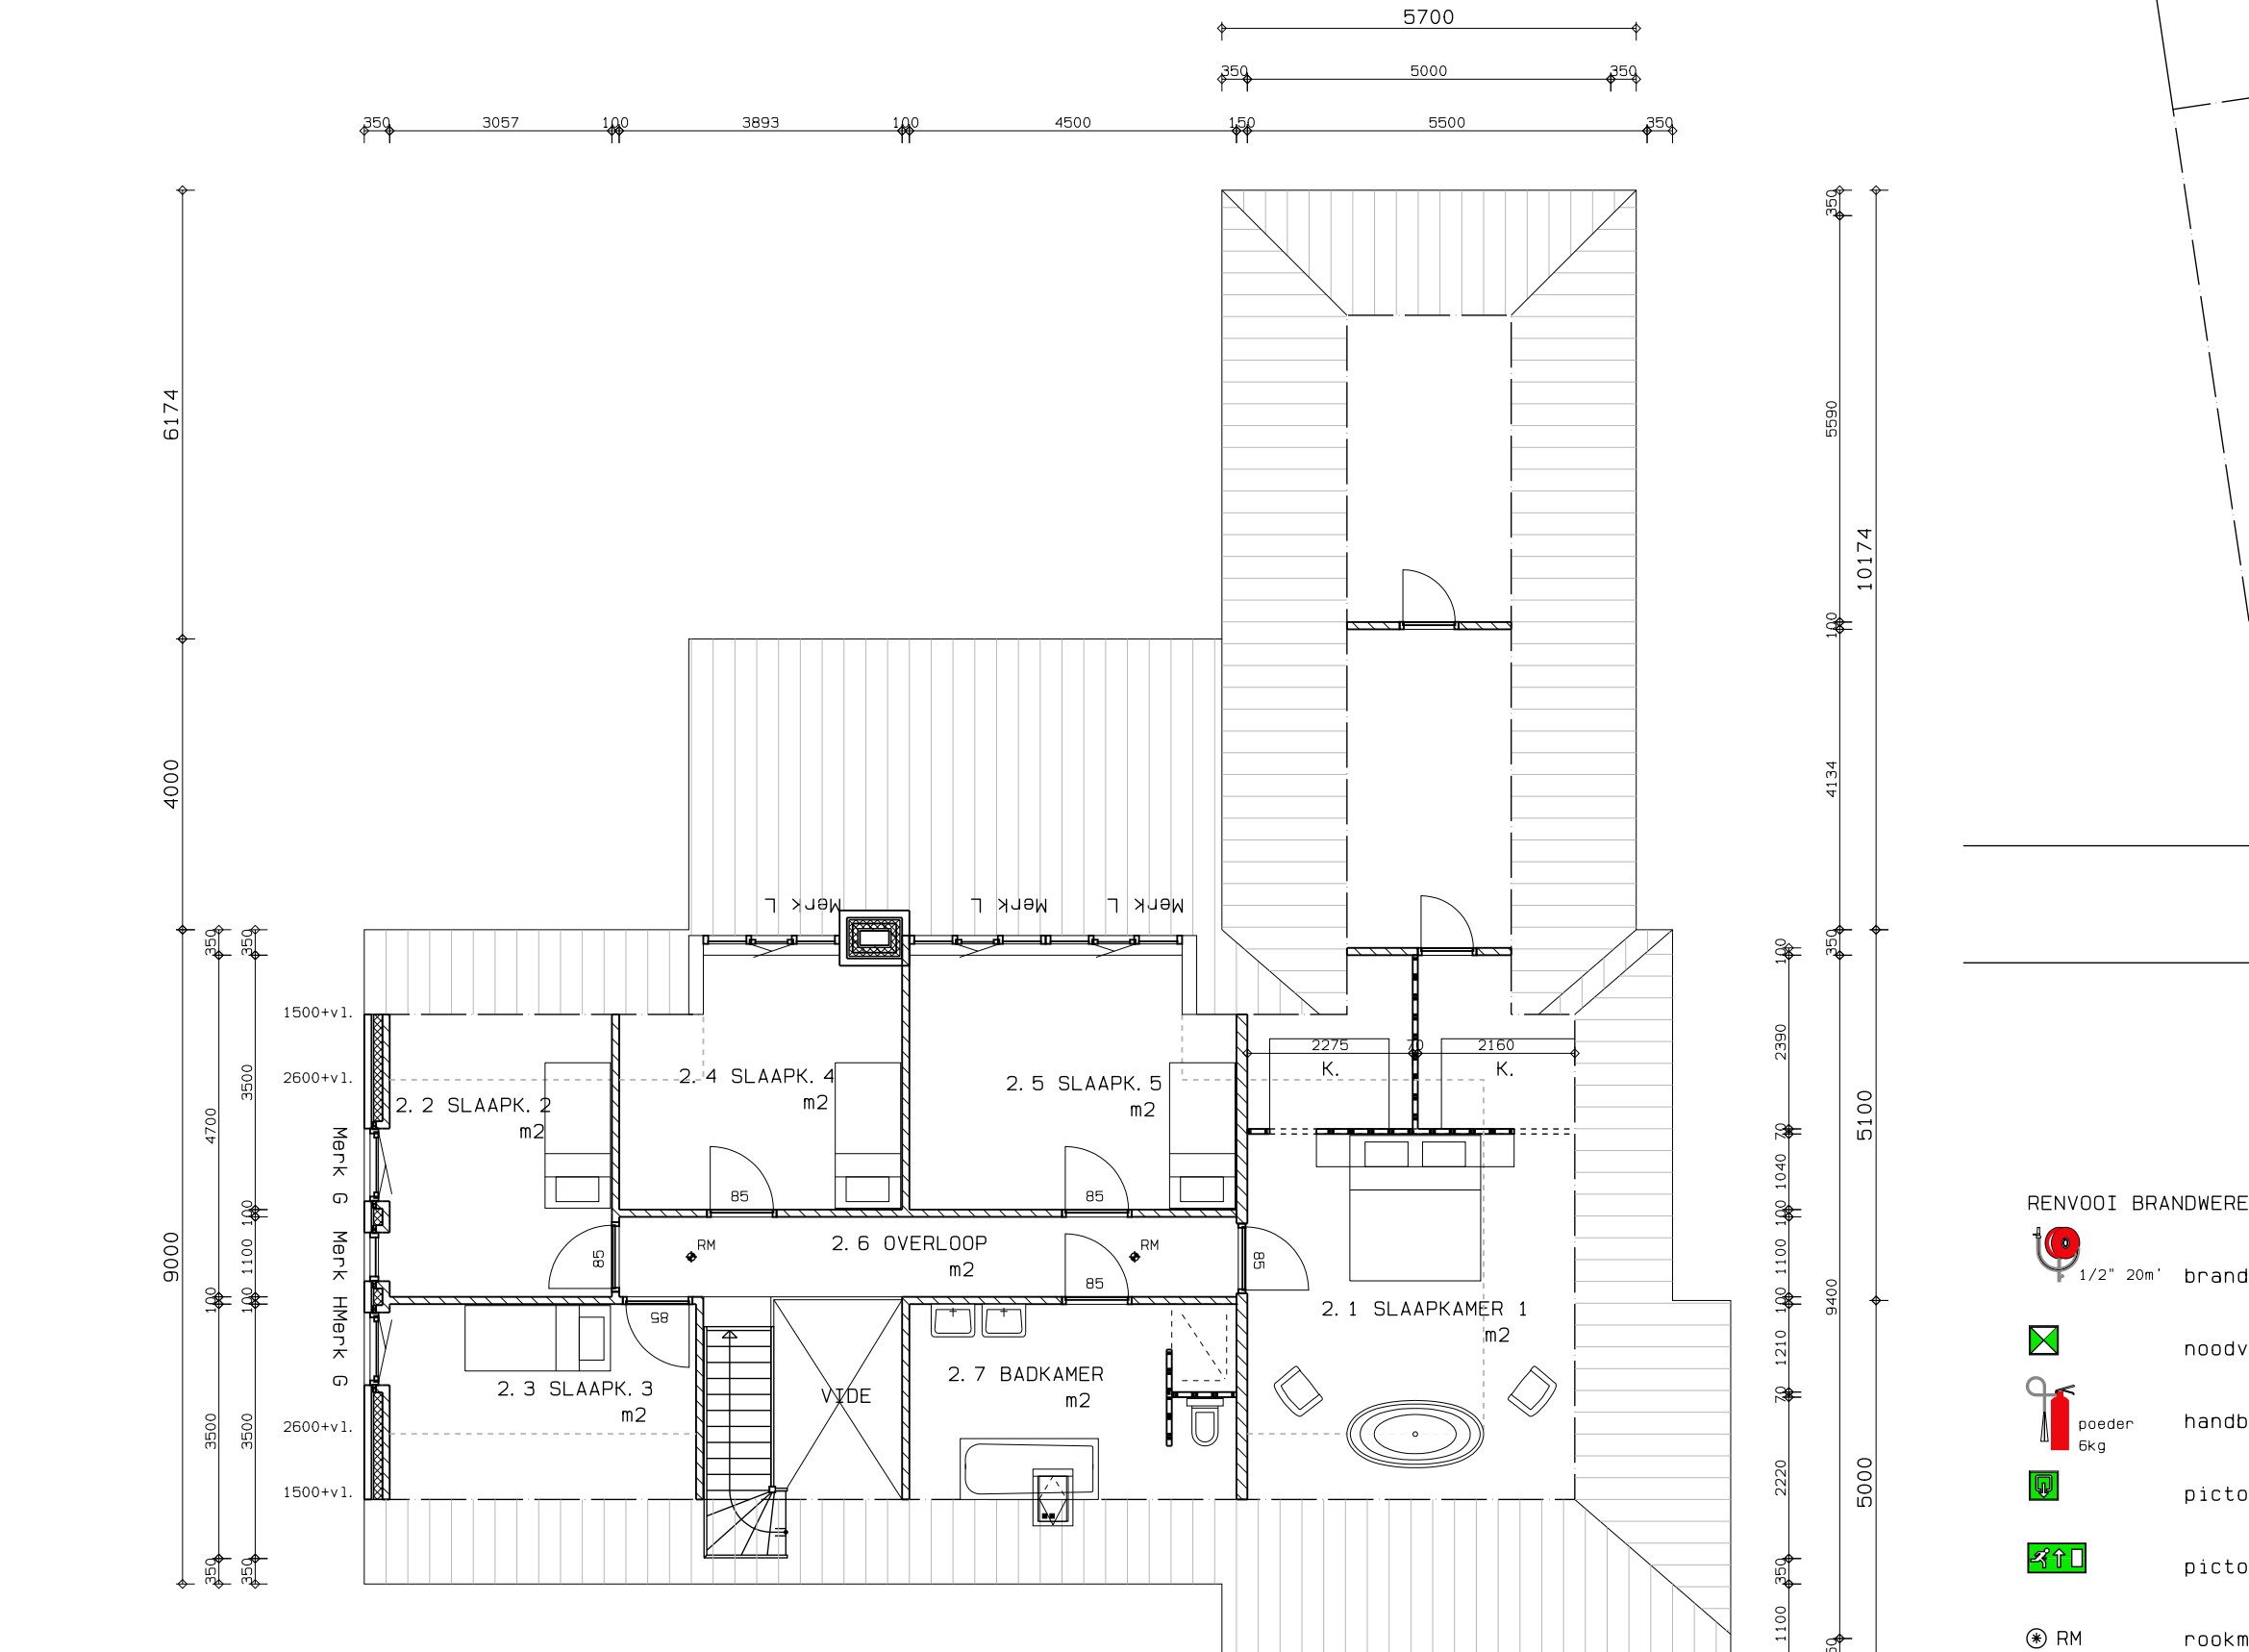 5700
350 5000 350
350 3057 100 3893 100 4500 150 5500 350
6174
4000
9000
350
4700
100
3500
350
350
3500
100
1100
100
3500
350
1500+vl.
2600+vl.
2600+vl.
1500+vl.
Merk G
Merk H
Merk G
Merk L
Merk L
Merk L
2.2 SLAAPK.2
m2
2.4 SLAAPK.4
m2
2.5 SLAAPK.5
m2
2275 70 2160
K.
K.
85
85
85
85
85
85
RM
RM
2.6 OVERLOOP
m2
2.1 SLAAPKAMER 1
m2
2.3 SLAAPK.3
m2
VIDE
2.7 BADKAMER
m2
100
2390
70
1040
100
1100
100
1210
70
2220
350
1100
350
5590
100
4134
350
9400
10174
5100
5000
RENVOOI BRANDWERE
1/2" 20m'
brand
noodv
poeder
6kg
handb
picto
picto
RM
rookm